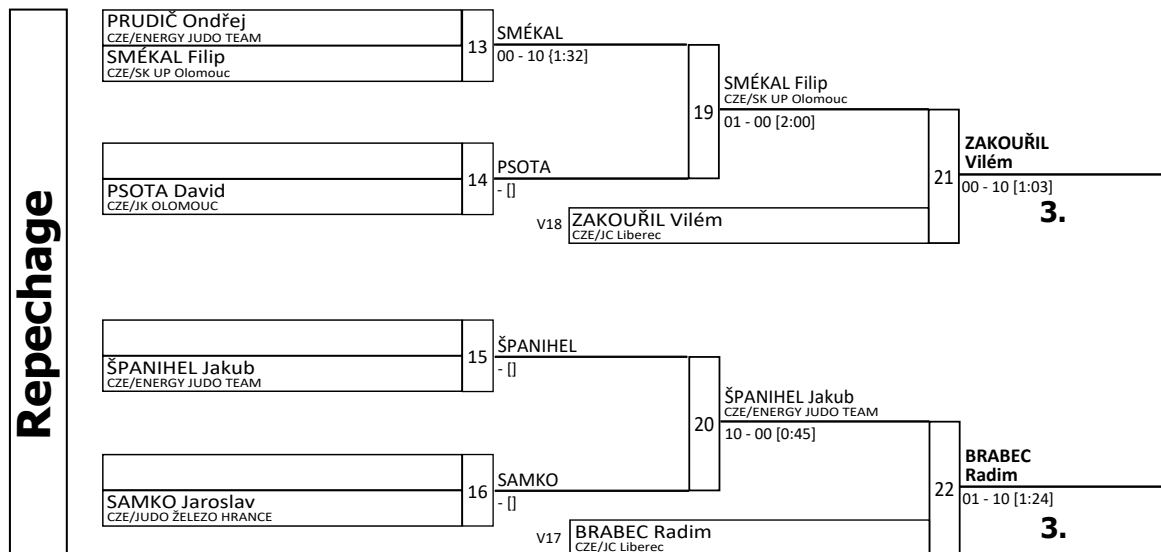 Repechage
PRUDIČ Ondřej
CZE/ENERGY JUDO TEAM
SMÉKAL Filip
CZE/SK UP Olomouc
13
SMÉKAL
00 - 10 {1:32]
PSOTA David
CZE/JK OLOMOUC
14
PSOTA
- []
19
SMÉKAL Filip
CZE/SK UP Olomouc
01 - 00 [2:00]
V18
ZAKOUŘIL Vilém
CZE/JC Liberec
21
ZAKOUŘIL
Vilém
00 - 10 [1:03]
3.
ŠPANIHEL Jakub
CZE/ENERGY JUDO TEAM
15
ŠPANIHEL
- []
SAMKO Jaroslav
CZE/JUDO ŽELEZO HRANCE
16
SAMKO
- []
20
ŠPANIHEL Jakub
CZE/ENERGY JUDO TEAM
10 - 00 [0:45]
V17
BRABEC Radim
CZE/JC Liberec
22
BRABEC
Radim
01 - 10 [1:24]
3.